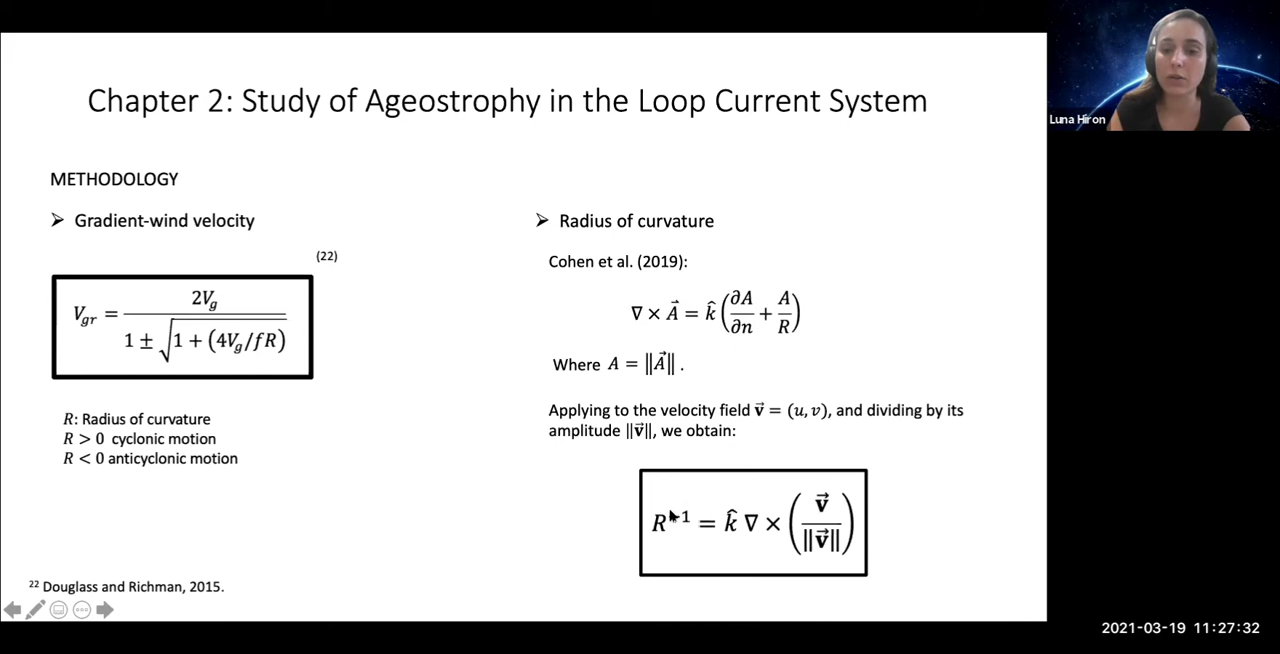 Chapter 2: Study of Ageostrophy in the Loop Current System
Luna Hiron
METHODOLOGY
➢ Gradient-wind velocity
(22)
V_gr = 2V_g / (1 ± √(1 + (4V_g/fR)))
R: Radius of curvature
R > 0 cyclonic motion
R < 0 anticyclonic motion
➢ Radius of curvature
Cohen et al. (2019):
∇ × A⃗ = k̂ (∂A/∂n + A/R)
Where A = ‖A⃗‖ .
Applying to the velocity field v⃗ = (u, v), and dividing by its
amplitude ‖v⃗‖, we obtain:
R⁻¹ = k̂ ∇ × (v⃗ / ‖v⃗‖)
²² Douglass and Richman, 2015.
2021-03-19 11:27:32